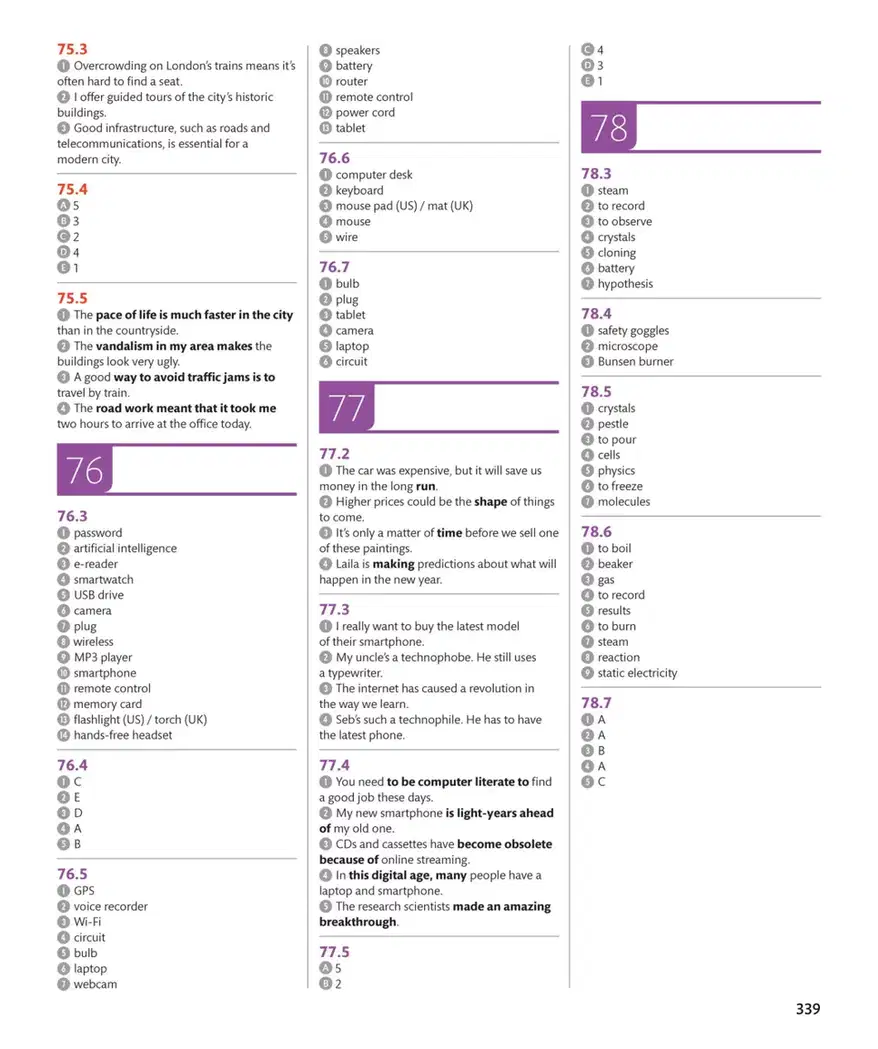 75.3
1 Overcrowding on London's trains means it's
often hard to find a seat.
2 I offer guided tours of the city's historic
buildings.
3 Good infrastructure, such as roads and
telecommunications, is essential for a
modern city.
75.4
A 5
B 3
C 2
D 4
E 1
75.5
1 The pace of life is much faster in the city
than in the countryside.
2 The vandalism in my area makes the
buildings look very ugly.
3 A good way to avoid traffic jams is to
travel by train.
4 The road work meant that it took me
two hours to arrive at the office today.
76
76.3
1 password
2 artificial intelligence
3 e-reader
4 smartwatch
5 USB drive
6 camera
7 plug
8 wireless
9 MP3 player
10 smartphone
11 remote control
12 memory card
13 flashlight (US) / torch (UK)
14 hands-free headset
76.4
1 C
2 E
3 D
4 A
5 B
76.5
1 GPS
2 voice recorder
3 Wi-Fi
4 circuit
5 bulb
6 laptop
7 webcam
8 speakers
9 battery
10 router
11 remote control
12 power cord
13 tablet
76.6
1 computer desk
2 keyboard
3 mouse pad (US) / mat (UK)
4 mouse
5 wire
76.7
1 bulb
2 plug
3 tablet
4 camera
5 laptop
6 circuit
77
77.2
1 The car was expensive, but it will save us
money in the long run.
2 Higher prices could be the shape of things
to come.
3 It's only a matter of time before we sell one
of these paintings.
4 Laila is making predictions about what will
happen in the new year.
77.3
1 I really want to buy the latest model
of their smartphone.
2 My uncle's a technophobe. He still uses
a typewriter.
3 The internet has caused a revolution in
the way we learn.
4 Seb's such a technophile. He has to have
the latest phone.
77.4
1 You need to be computer literate to find
a good job these days.
2 My new smartphone is light-years ahead
of my old one.
3 CDs and cassettes have become obsolete
because of online streaming.
4 In this digital age, many people have a
laptop and smartphone.
5 The research scientists made an amazing
breakthrough.
77.5
A 5
B 2
C 4
D 3
E 1
78
78.3
1 steam
2 to record
3 to observe
4 crystals
5 cloning
6 battery
7 hypothesis
78.4
1 safety goggles
2 microscope
3 Bunsen burner
78.5
1 crystals
2 pestle
3 to pour
4 cells
5 physics
6 to freeze
7 molecules
78.6
1 to boil
2 beaker
3 gas
4 to record
5 results
6 to burn
7 steam
8 reaction
9 static electricity
78.7
1 A
2 A
3 B
4 A
5 C
339